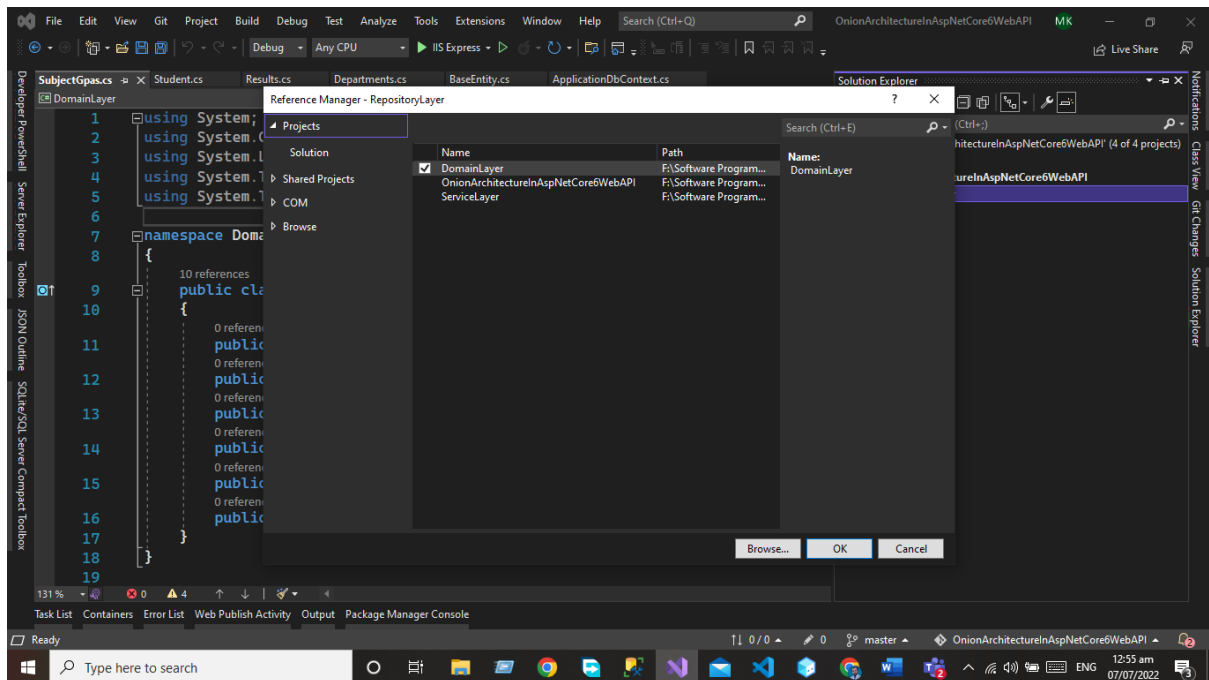 File Edit View Git Project Build Debug Test Analyze Tools Extensions Window Help Search (Ctrl+Q) OnionArchitectureInAspNetCore6WebAPI MK
Debug Any CPU IIS Express Live Share
SubjectGpas.cs Student.cs Results.cs Departments.cs BaseEntity.cs ApplicationDbContext.cs Solution Explorer
DomainLayer
Reference Manager - RepositoryLayer ?
(Ctrl+;)
hitectureInAspNetCore6WebAPI' (4 of 4 projects)
tureInAspNetCore6WebAPI
Projects
Solution
Shared Projects
COM
Browse
Search (Ctrl+E)
Name Path
DomainLayer F:\Software Program...
OnionArchitectureInAspNetCore6WebAPI F:\Software Program...
ServiceLayer F:\Software Program...
Name:
DomainLayer
Browse... OK Cancel
1 using System;
2 using System.C
3 using System.L
4 using System.T
5 using System.T
6
7 namespace Doma
8 {
10 references
9 public cla
10 {
0 referen
11 public
0 referen
12 public
0 referen
13 public
0 referen
14 public
0 referen
15 public
0 referen
16 public
17 }
18 }
19
131 % 0 4
Task List Containers Error List Web Publish Activity Output Package Manager Console
Ready 0 / 0 0 master OnionArchitectureInAspNetCore6WebAPI 2
Type here to search ENG 12:55 am
07/07/2022 3
Developer PowerShell
Server Explorer
Toolbox
JSON Outline
SQLite/SQL Server Compact Toolbox
Notifications
Class View
Git Changes
Solution Explorer